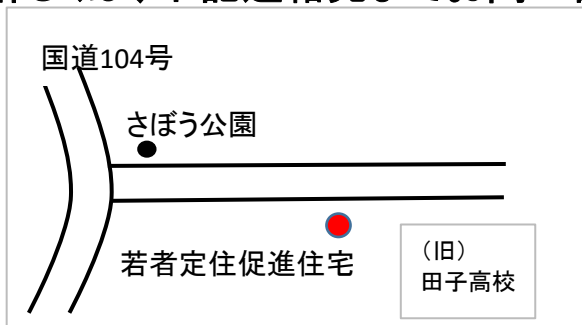 国道104号
さぼう公園
若者定住促進住宅
（旧）
田子高校